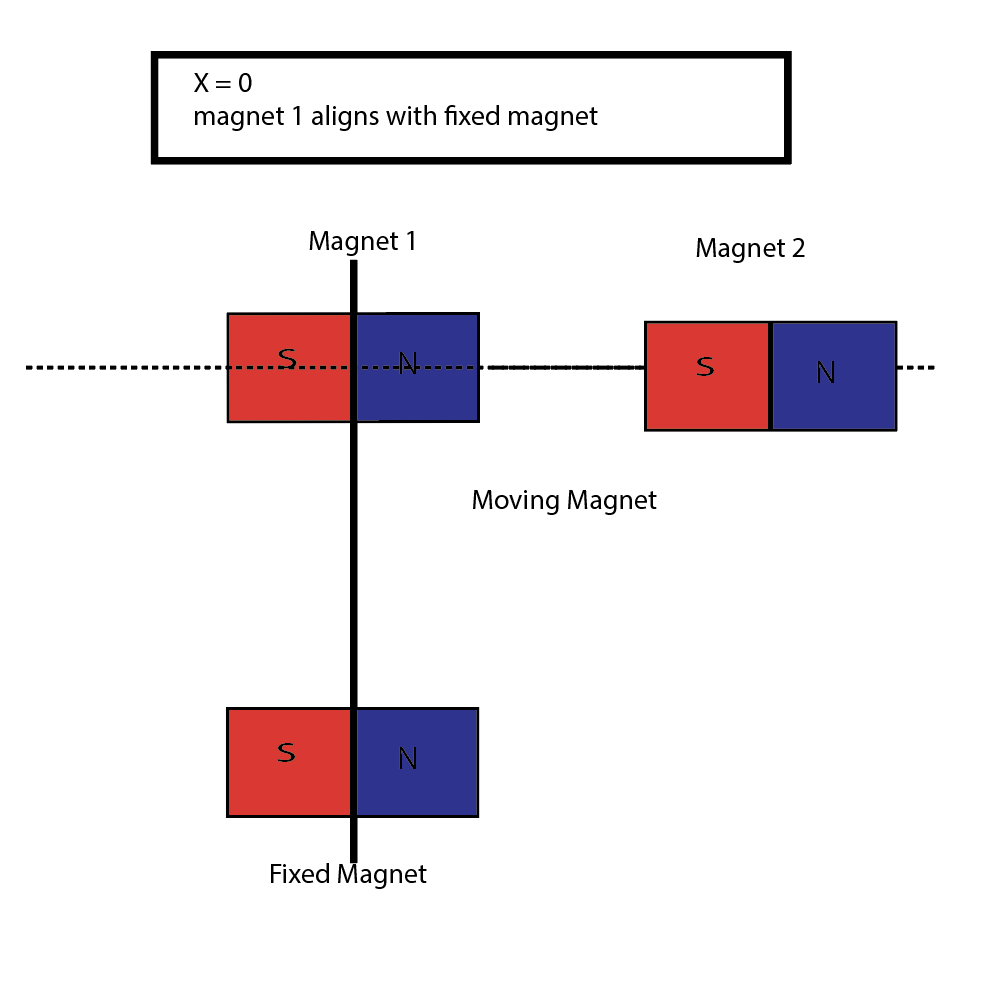 X = 0
magnet 1 aligns with fixed magnet
Magnet 1
Magnet 2
S
N
S
N
Moving Magnet
S
N
Fixed Magnet